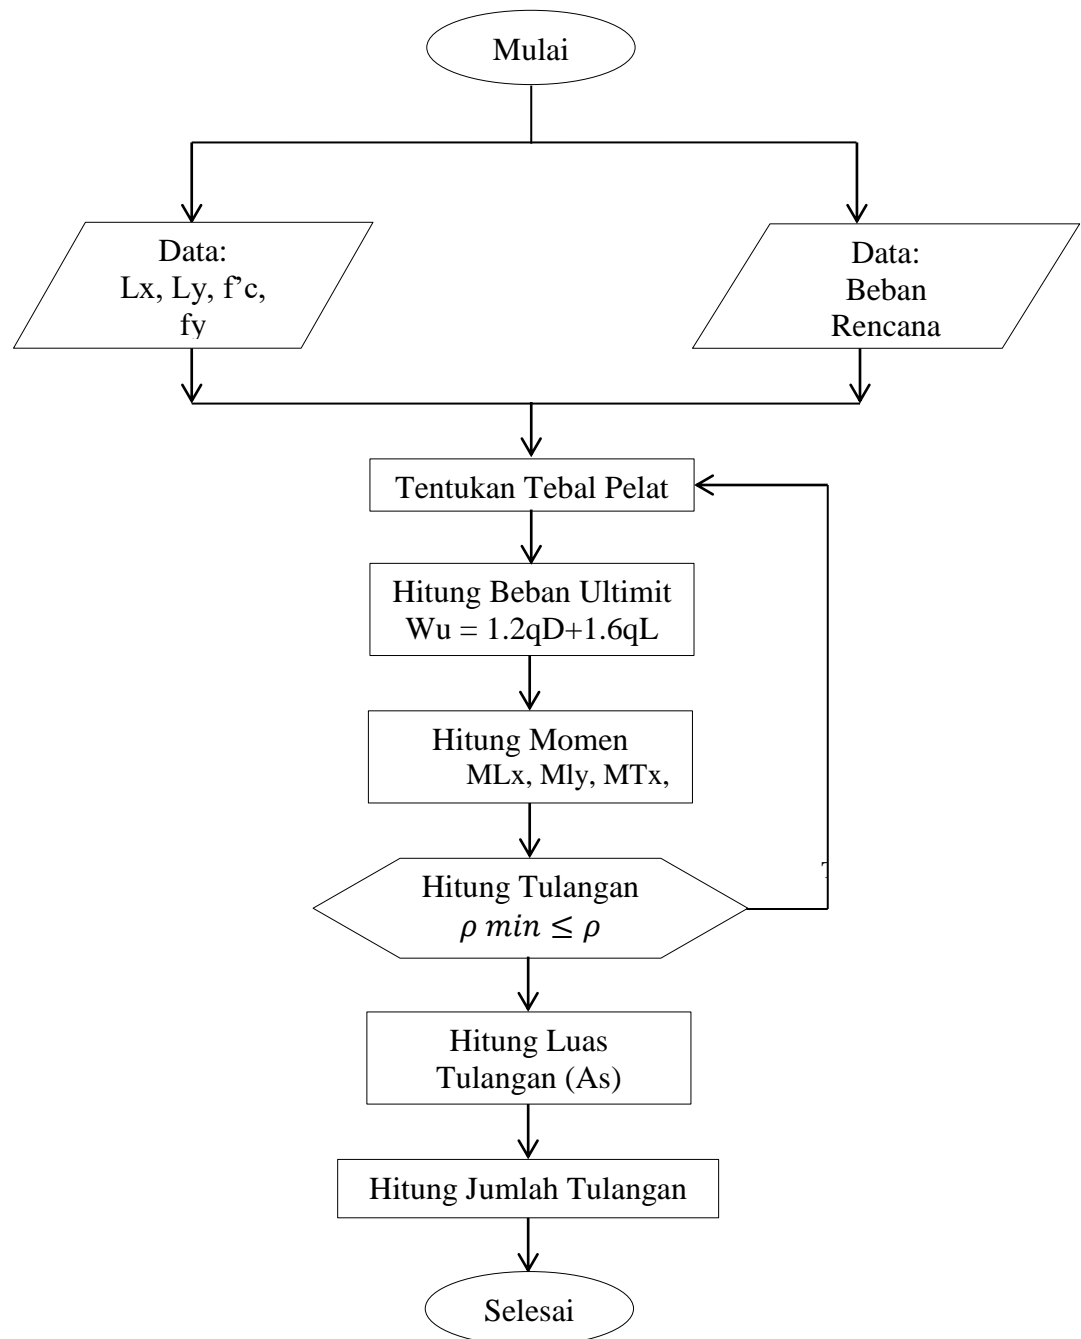 Mulai
Data:
Lx, Ly, f'c,
fy
Data:
Beban
Rencana
Tentukan Tebal Pelat
Hitung Beban Ultimit
Wu = 1.2qD+1.6qL
Hitung Momen
MLx, Mly, MTx,
Hitung Tulangan
ρ min ≤ ρ
Hitung Luas
Tulangan (As)
Hitung Jumlah Tulangan
Selesai